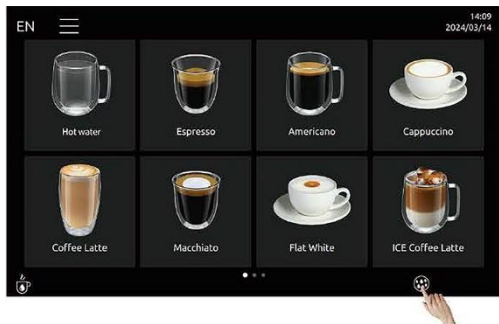 EN
14:09
2024/03/14
Hot water
Espresso
Americano
Cappuccino
Coffee Latte
Macchiato
Flat White
ICE Coffee Latte